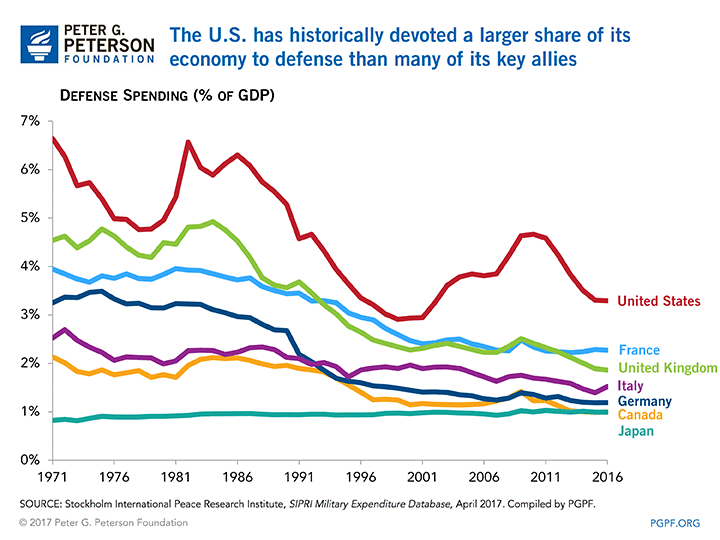 PETER G.
PETERSON
FOUNDATION
The U.S. has historically devoted a larger share of its
economy to defense than many of its key allies
DEFENSE SPENDING (% OF GDP)
7%
6%
5%
4%
3%
2%
1%
0%
United States
France
United Kingdom
Italy
Germany
Canada
Japan
1971 1976 1981 1986 1991 1996 2001 2006 2011 2016
SOURCE: Stockholm International Peace Research Institute, SIPRI Military Expenditure Database, April 2017. Compiled by PGPF.
© 2017 Peter G. Peterson Foundation PGPF.ORG